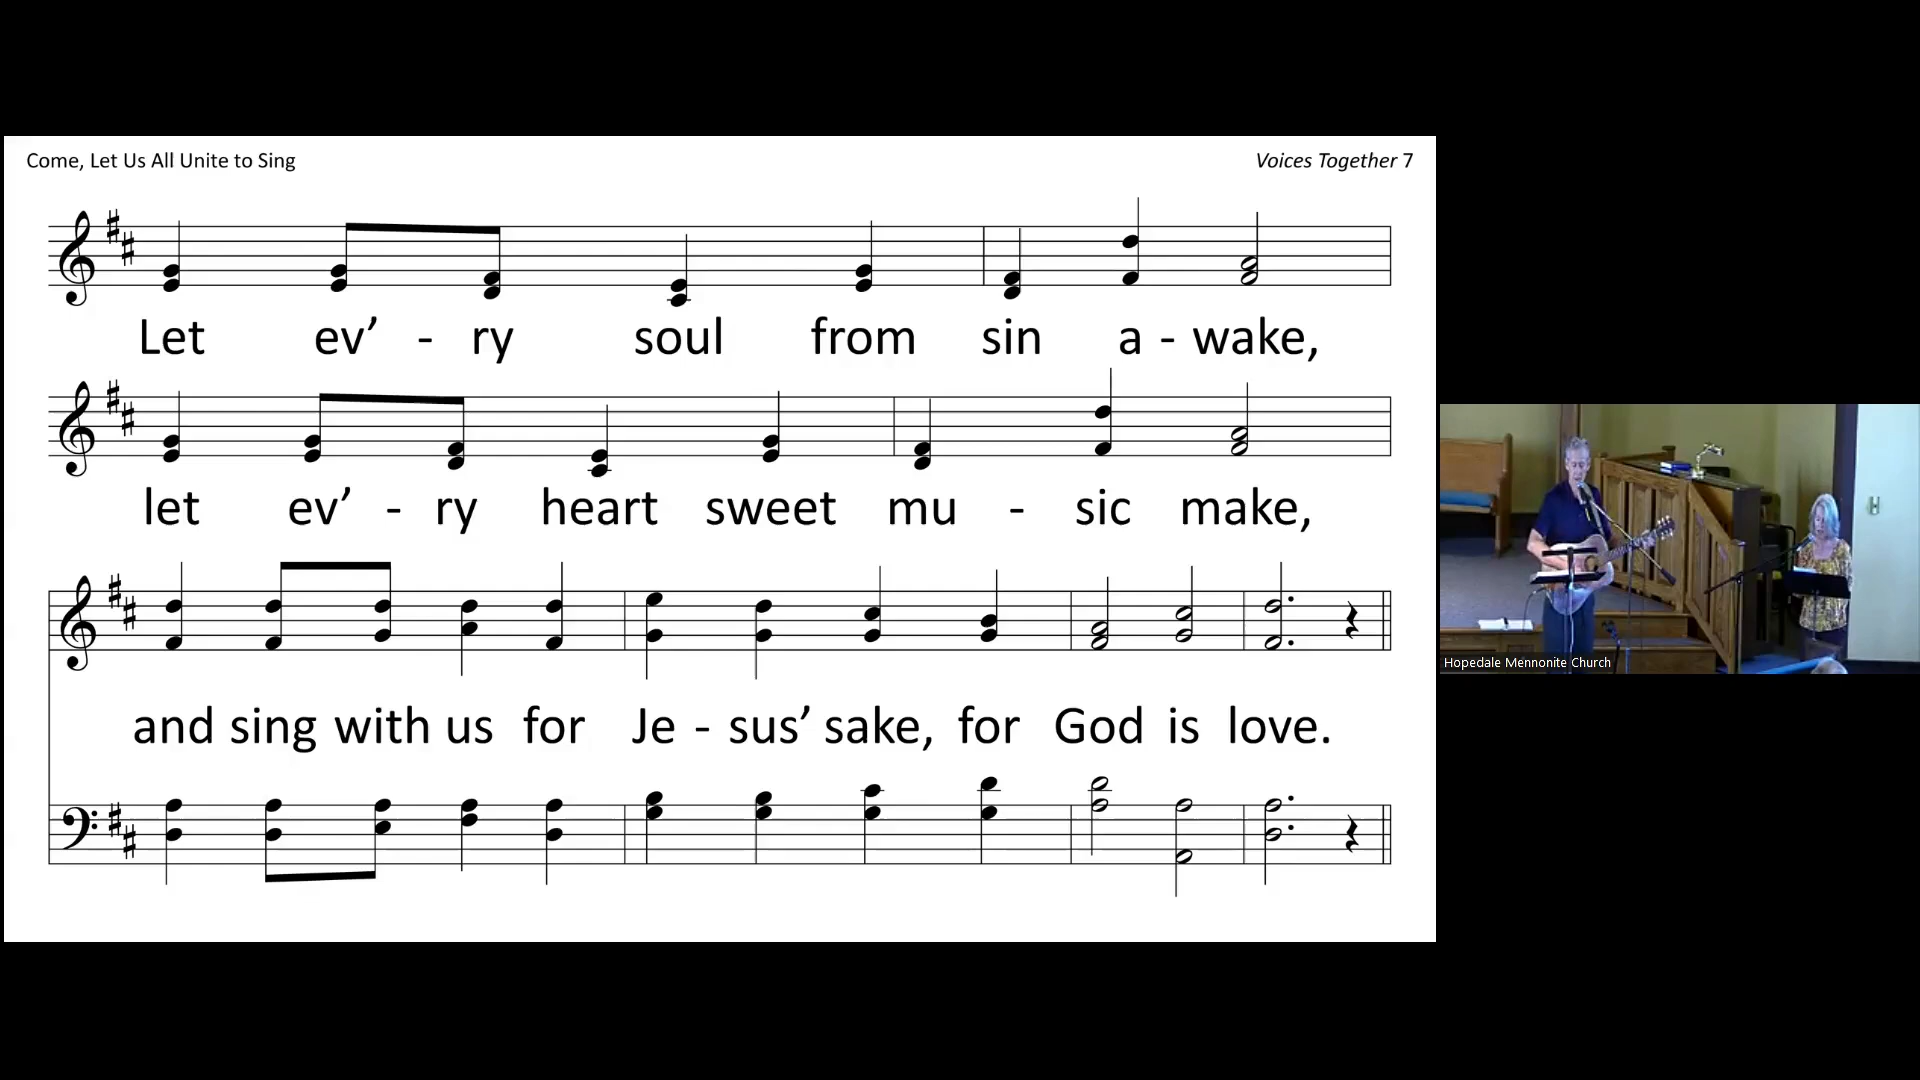 Come, Let Us All Unite to Sing
Voices Together 7
Let ev’ - ry soul from sin a - wake,
let ev’ - ry heart sweet mu - sic make,
and sing with us for Je - sus’ sake, for God is love.
Hopedale Mennonite Church